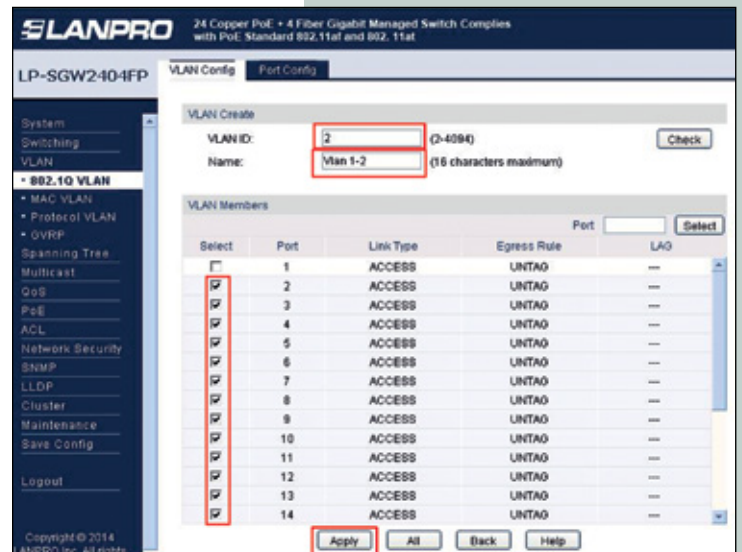 LANPRO
24 Copper PoE + 4 Fiber Gigabit Managed Switch Complies
with PoE Standard 802.11af and 802. 11at
LP-SGW2404FP
VLAN Config
Port Config
System
Switching
VLAN
• 802.1Q VLAN
• MAC VLAN
• Protocol VLAN
• GVRP
Spanning Tree
Multicast
QoS
PoE
ACL
Network Security
SNMP
LLDP
Cluster
Maintenance
Save Config
Logout
Copyright © 2014
LANPRO Inc. All rights
VLAN Create
VLAN ID: 2 (2-4094) Check
Name: Vlan 1-2 (16 characters maximum)
VLAN Members
Port Select
Select Port Link Type Egress Rule LAG
1 ACCESS UNTAG ---
2 ACCESS UNTAG ---
3 ACCESS UNTAG ---
4 ACCESS UNTAG ---
5 ACCESS UNTAG ---
6 ACCESS UNTAG ---
7 ACCESS UNTAG ---
8 ACCESS UNTAG ---
9 ACCESS UNTAG ---
10 ACCESS UNTAG ---
11 ACCESS UNTAG ---
12 ACCESS UNTAG ---
13 ACCESS UNTAG ---
14 ACCESS UNTAG ---
Apply All Back Help